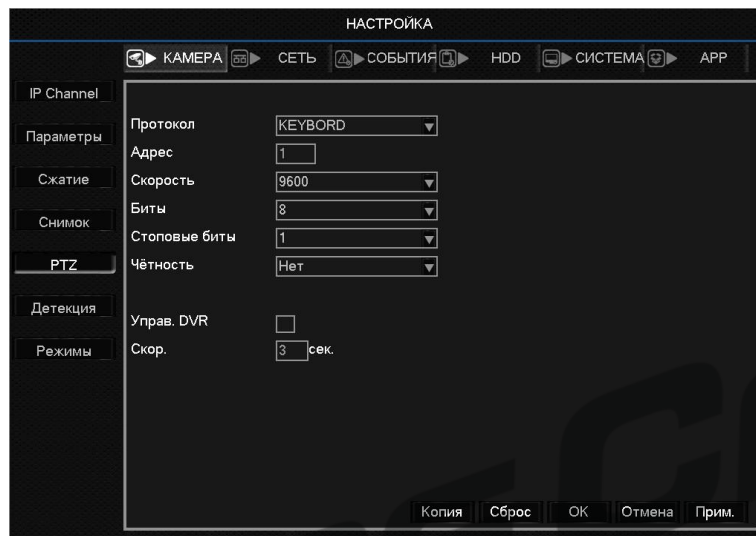 НАСТРОЙКА
КАМЕРА СЕТЬ СОБЫТИЯ HDD СИСТЕМА APP
IP Channel
Параметры
Сжатие
Снимок
PTZ
Детекция
Режимы
Протокол KEYBORD
Адрес 1
Скорость 9600
Биты 8
Стоповые биты 1
Чётность Нет
Управ. DVR
Скор. 3 сек.
Копия Сброс OK Отмена Прим.